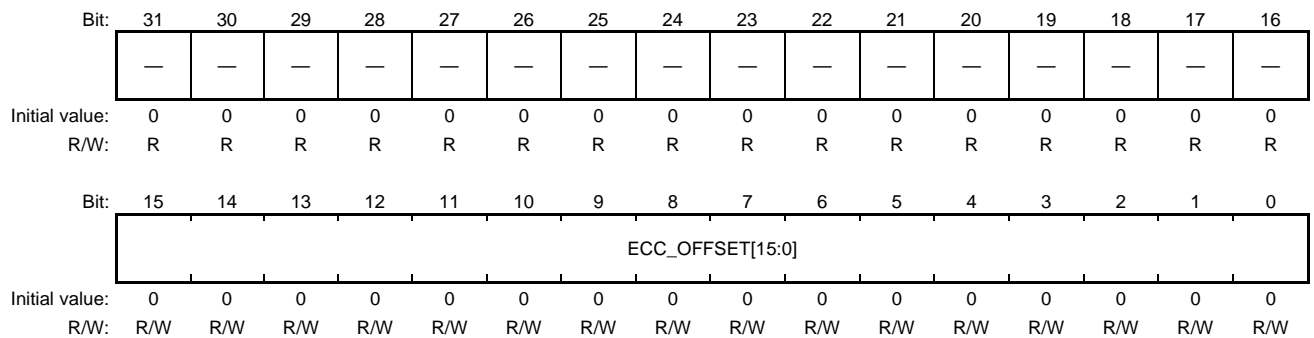 Bit: 31 30 29 28 27 26 25 24 23 22 21 20 19 18 17 16
— — — — — — — — — — — — — — — —
Initial value: 0 0 0 0 0 0 0 0 0 0 0 0 0 0 0 0
R/W: R R R R R R R R R R R R R R R R
Bit: 15 14 13 12 11 10 9 8 7 6 5 4 3 2 1 0
ECC_OFFSET[15:0]
Initial value: 0 0 0 0 0 0 0 0 0 0 0 0 0 0 0 0
R/W: R/W R/W R/W R/W R/W R/W R/W R/W R/W R/W R/W R/W R/W R/W R/W R/W